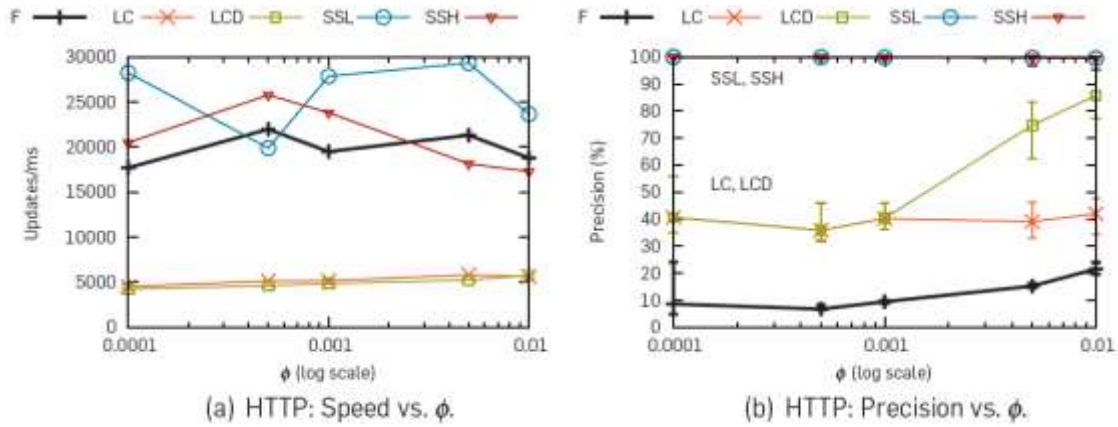 F LC LCD SSL SSH
30000
25000
20000
15000
10000
5000
0
Updates/ms
0.0001 0.001 0.01
ϕ (log scale)
(a) HTTP: Speed vs. ϕ.
F LC LCD SSL SSH
100
90
80
70
60
50
40
30
20
10
0
Precision (%)
SSL, SSH
LC, LCD
0.0001 0.001 0.01
ϕ (log scale)
(b) HTTP: Precision vs. ϕ.